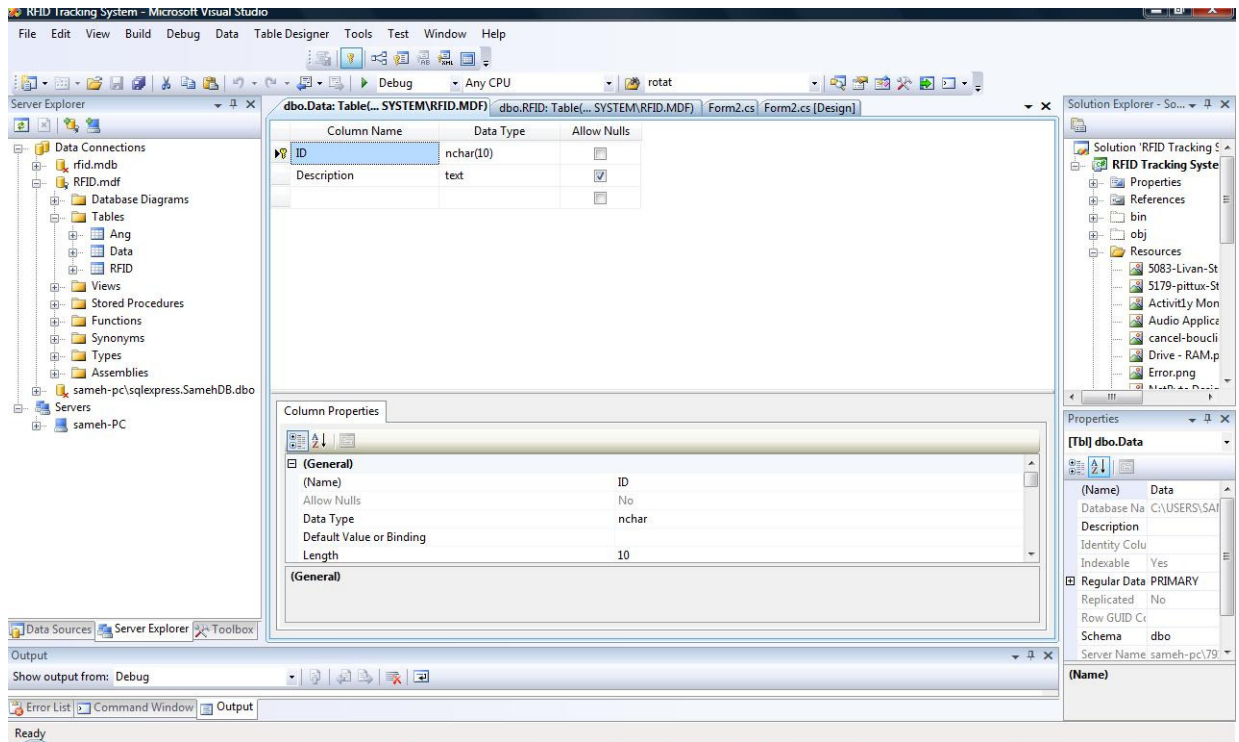 RFID Tracking System - Microsoft Visual Studio
File Edit View Build Debug Data Table Designer Tools Test Window Help
Debug Any CPU rotat
Server Explorer
Data Connections
rfid.mdb
RFID.mdf
Database Diagrams
Tables
Ang
Data
RFID
Views
Stored Procedures
Functions
Synonyms
Types
Assemblies
sameh-pc\sqlexpress.SamehDB.dbo
Servers
sameh-PC
Data Sources Server Explorer Toolbox
dbo.Data: Table(... SYSTEM\RFID.MDF) dbo.RFID: Table(... SYSTEM\RFID.MDF) Form2.cs Form2.cs [Design]
Column Name Data Type Allow Nulls
ID nchar(10)
Description text
Column Properties
(General)
(Name) ID
Allow Nulls No
Data Type nchar
Default Value or Binding
Length 10
(General)
Solution Explorer - So...
Solution 'RFID Tracking S
RFID Tracking Syste
Properties
References
bin
obj
Resources
5083-Livan-St
5179-pittux-St
Activit1y Mon
Audio Applica
cancel-boucli
Drive - RAM.p
Error.png
Properties
[Tbl] dbo.Data
(Name) Data
Database Na C:\USERS\SAM
Description
Identity Colu
Indexable Yes
Regular Data PRIMARY
Replicated No
Row GUID Co
Schema dbo
Server Name sameh-pc\79
(Name)
Output
Show output from: Debug
Error List Command Window Output
Ready